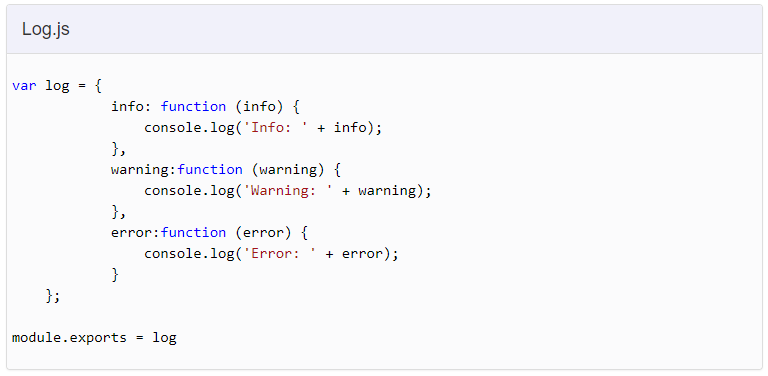 Log.js
var log = {
            info: function (info) {
                console.log('Info: ' + info);
            },
            warning:function (warning) {
                console.log('Warning: ' + warning);
            },
            error:function (error) {
                console.log('Error: ' + error);
            }
    };
module.exports = log